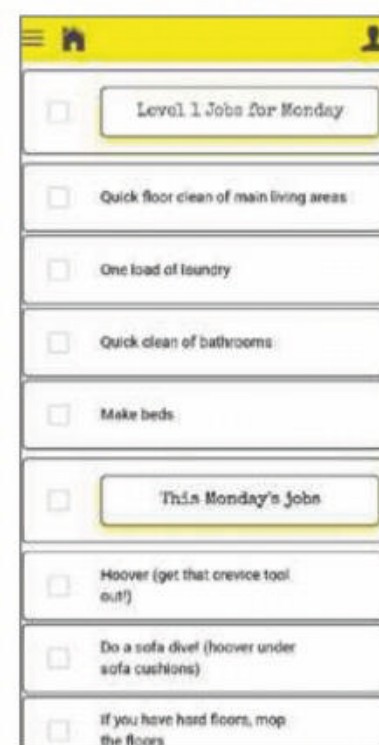 Level 1 Jobs for Monday
Quick floor clean of main living areas
One load of laundry
Quick clean of bathrooms
Make beds
This Monday's jobs
Hoover (get that crevice tool
out!)
Do a sofa dive! (hoover under
sofa cushions)
If you have hard floors, mop
the floors